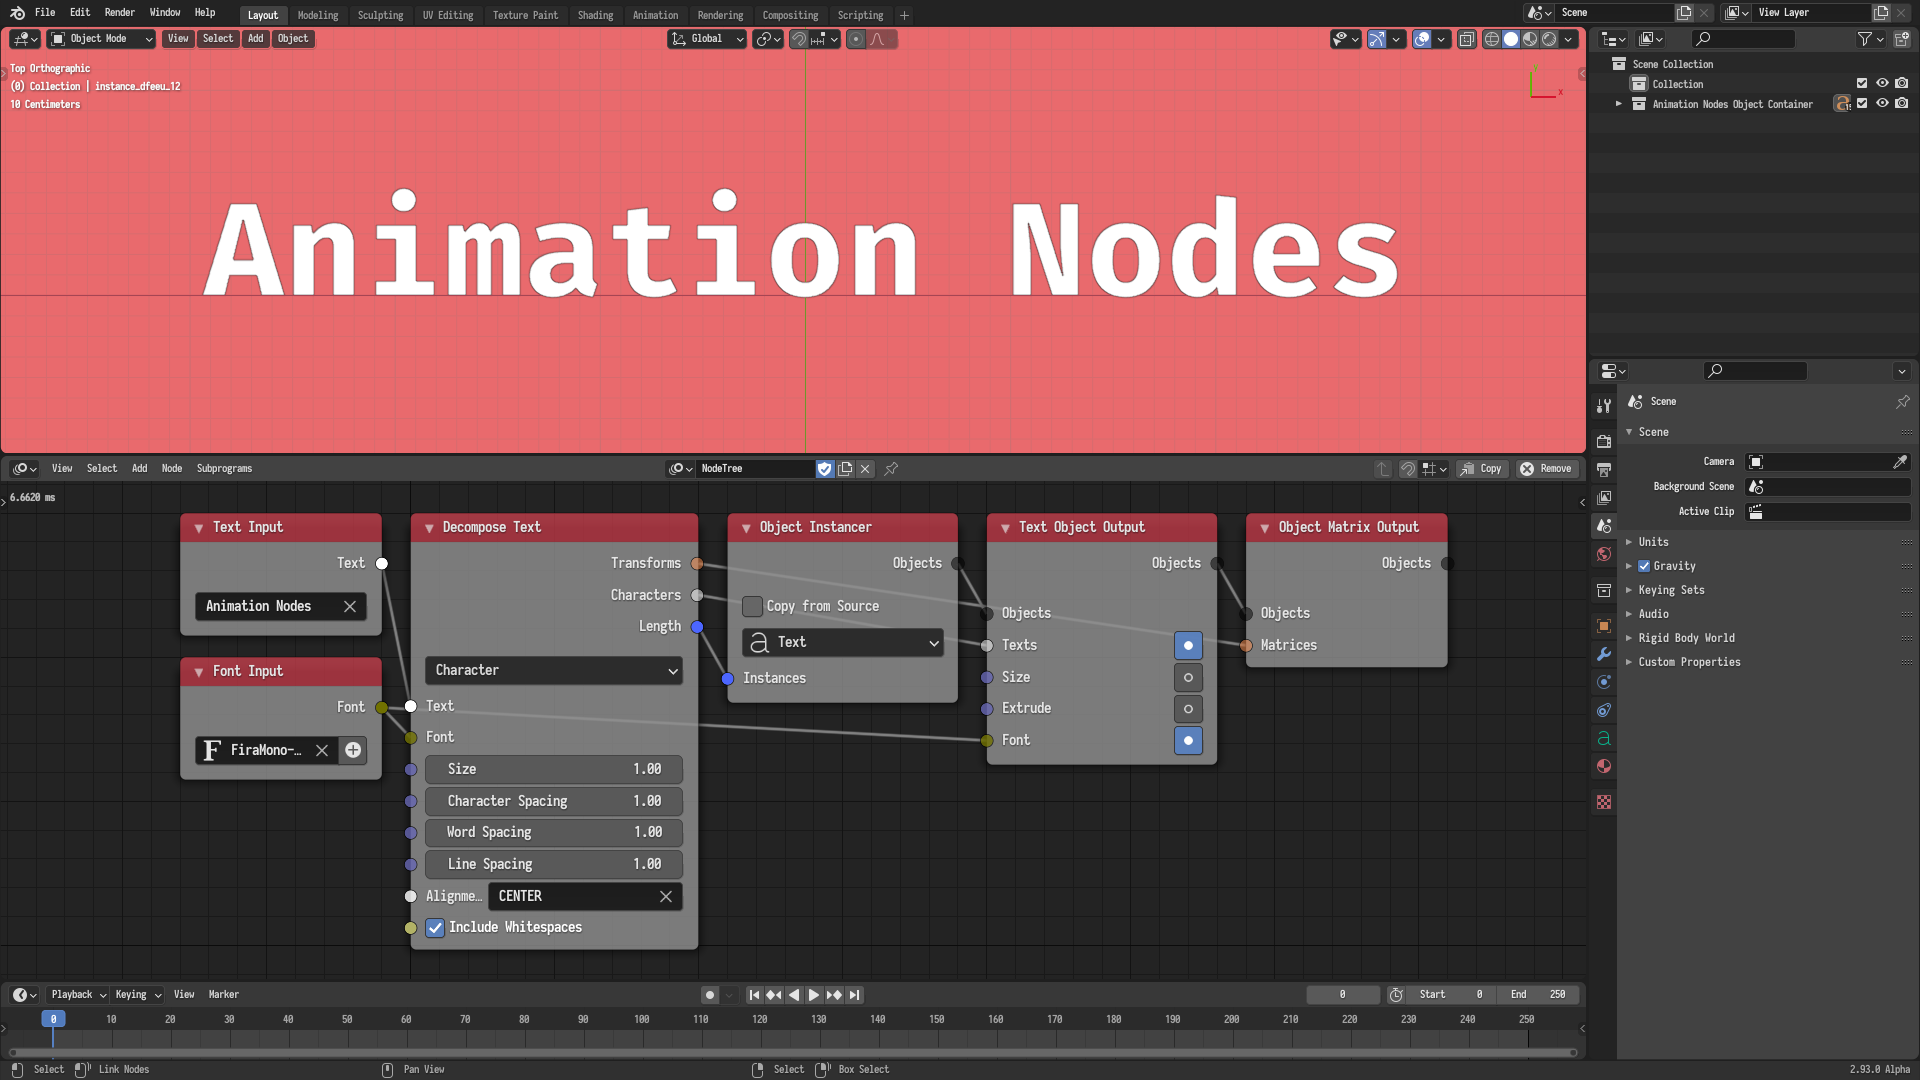 File Edit Render Window Help Layout Modeling Sculpting UV Editing Texture Paint Shading Animation Rendering Compositing Scripting + Scene View Layer
Object Mode View Select Add Object Global
Top Orthographic
(0) Collection | instance_dfeeu_12
10 Centimeters
Y
X
Animation Nodes
Scene Collection
Collection
Animation Nodes Object Container
Scene
Scene
Camera
Background Scene
Active Clip
Units
Gravity
Keying Sets
Audio
Rigid Body World
Custom Properties
View Select Add Node Subprograms NodeTree Copy Remove
6.6620 ms
Text Input
Text
Animation Nodes
Font Input
Font
F FiraMono-…
Decompose Text
Transforms
Characters
Length
Character
Text
Font
Size 1.00
Character Spacing 1.00
Word Spacing 1.00
Line Spacing 1.00
Alignme… CENTER
Include Whitespaces
Object Instancer
Objects
Copy from Source
a Text
Instances
Text Object Output
Objects
Objects
Texts
Size
Extrude
Font
Object Matrix Output
Objects
Objects
Matrices
Playback Keying View Marker 0 Start 0 End 250
0 10 20 30 40 50 60 70 80 90 100 110 120 130 140 150 160 170 180 190 200 210 220 230 240 250
Select Link Nodes Pan View Select Box Select 2.93.0 Alpha